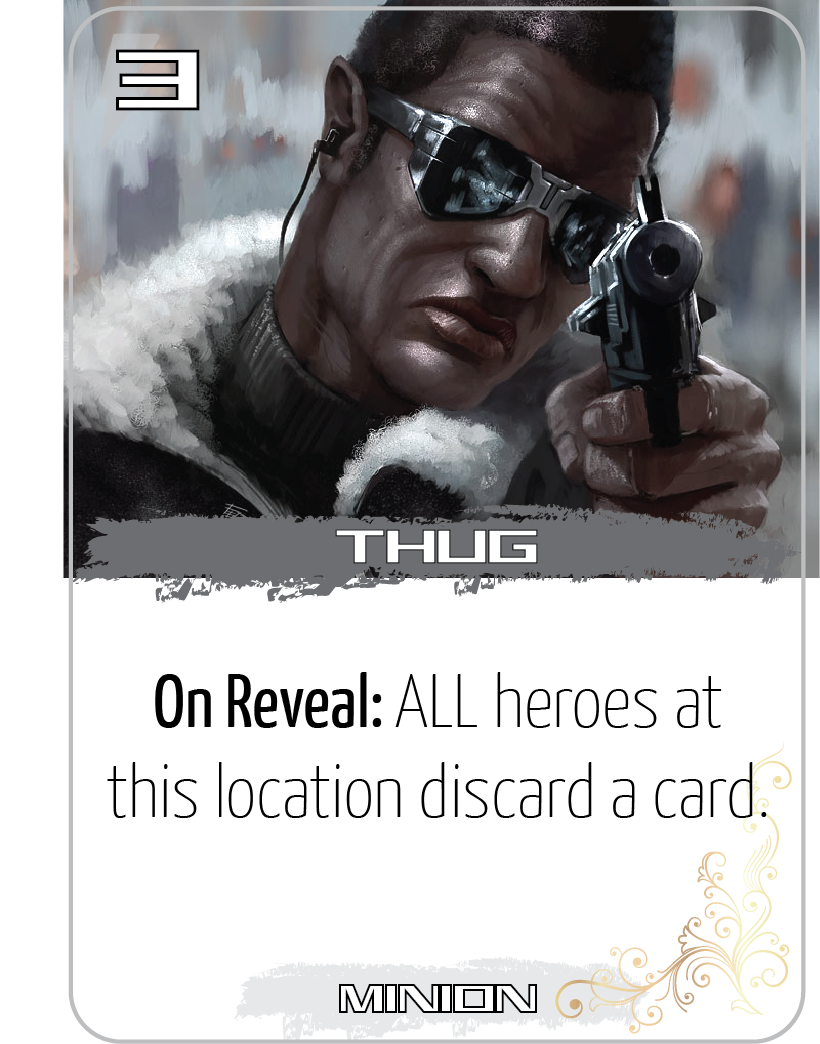 3
THUG
On Reveal: ALL heroes at
this location discard a card.
MINION